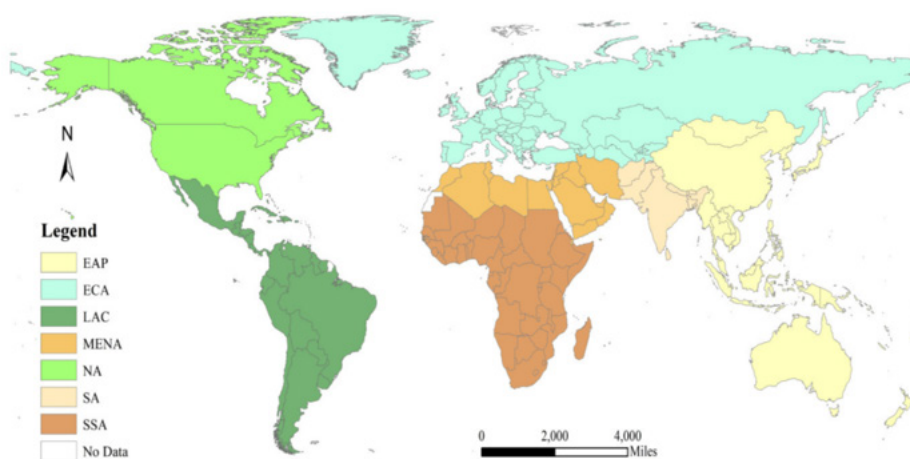 N
Legend
EAP
ECA
LAC
MENA
NA
SA
SSA
No Data
0 2,000 4,000
Miles